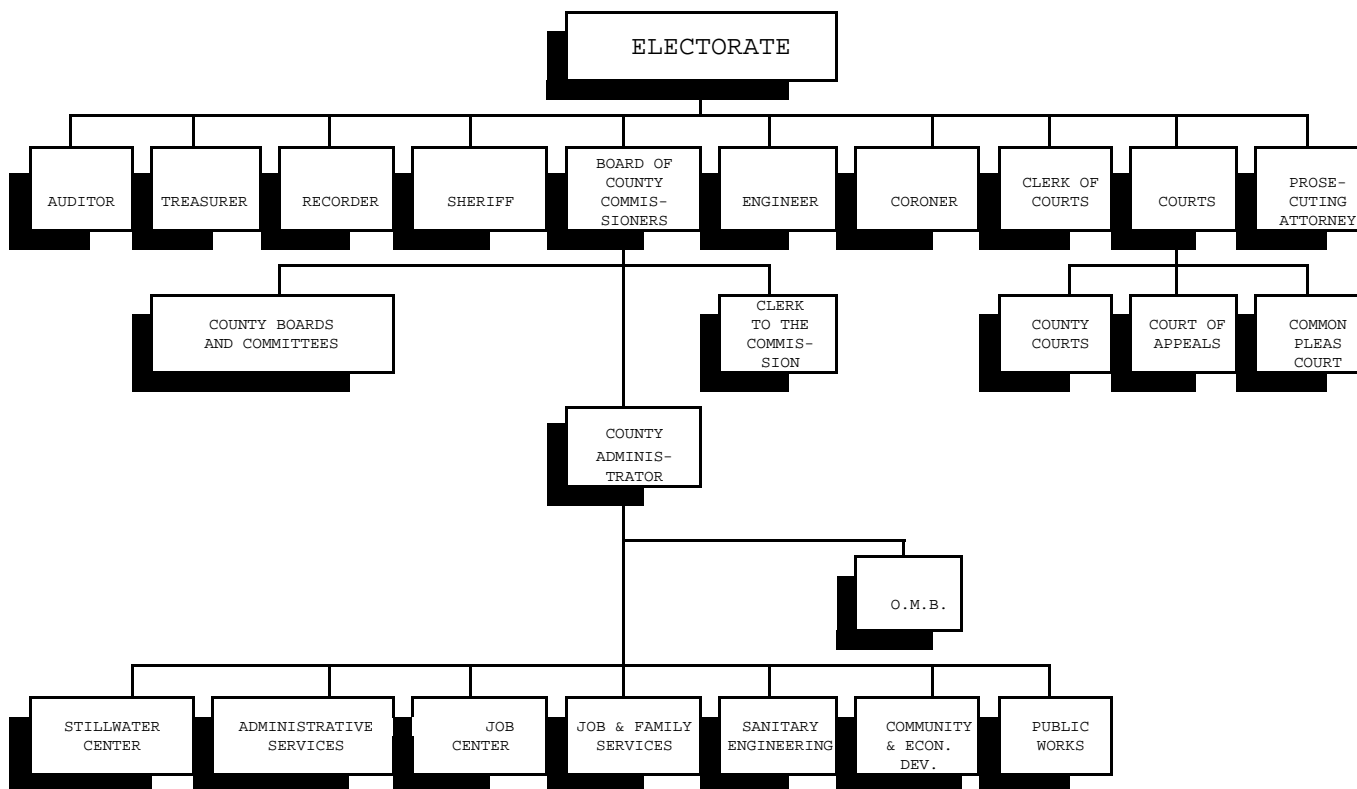 ELECTORATE
AUDITOR
TREASURER
RECORDER
SHERIFF
BOARD OF
COUNTY
COMMIS-
SIONERS
ENGINEER
CORONER
CLERK OF
COURTS
COURTS
PROSE-
CUTING
ATTORNEY
COUNTY BOARDS
AND COMMITTEES
CLERK
TO THE
COMMIS-
SION
COUNTY
COURTS
COURT OF
APPEALS
COMMON
PLEAS
COURT
COUNTY
ADMINIS-
TRATOR
O.M.B.
STILLWATER
CENTER
ADMINISTRATIVE
SERVICES
JOB
CENTER
JOB & FAMILY
SERVICES
SANITARY
ENGINEERING
COMMUNITY
& ECON.
DEV.
PUBLIC
WORKS